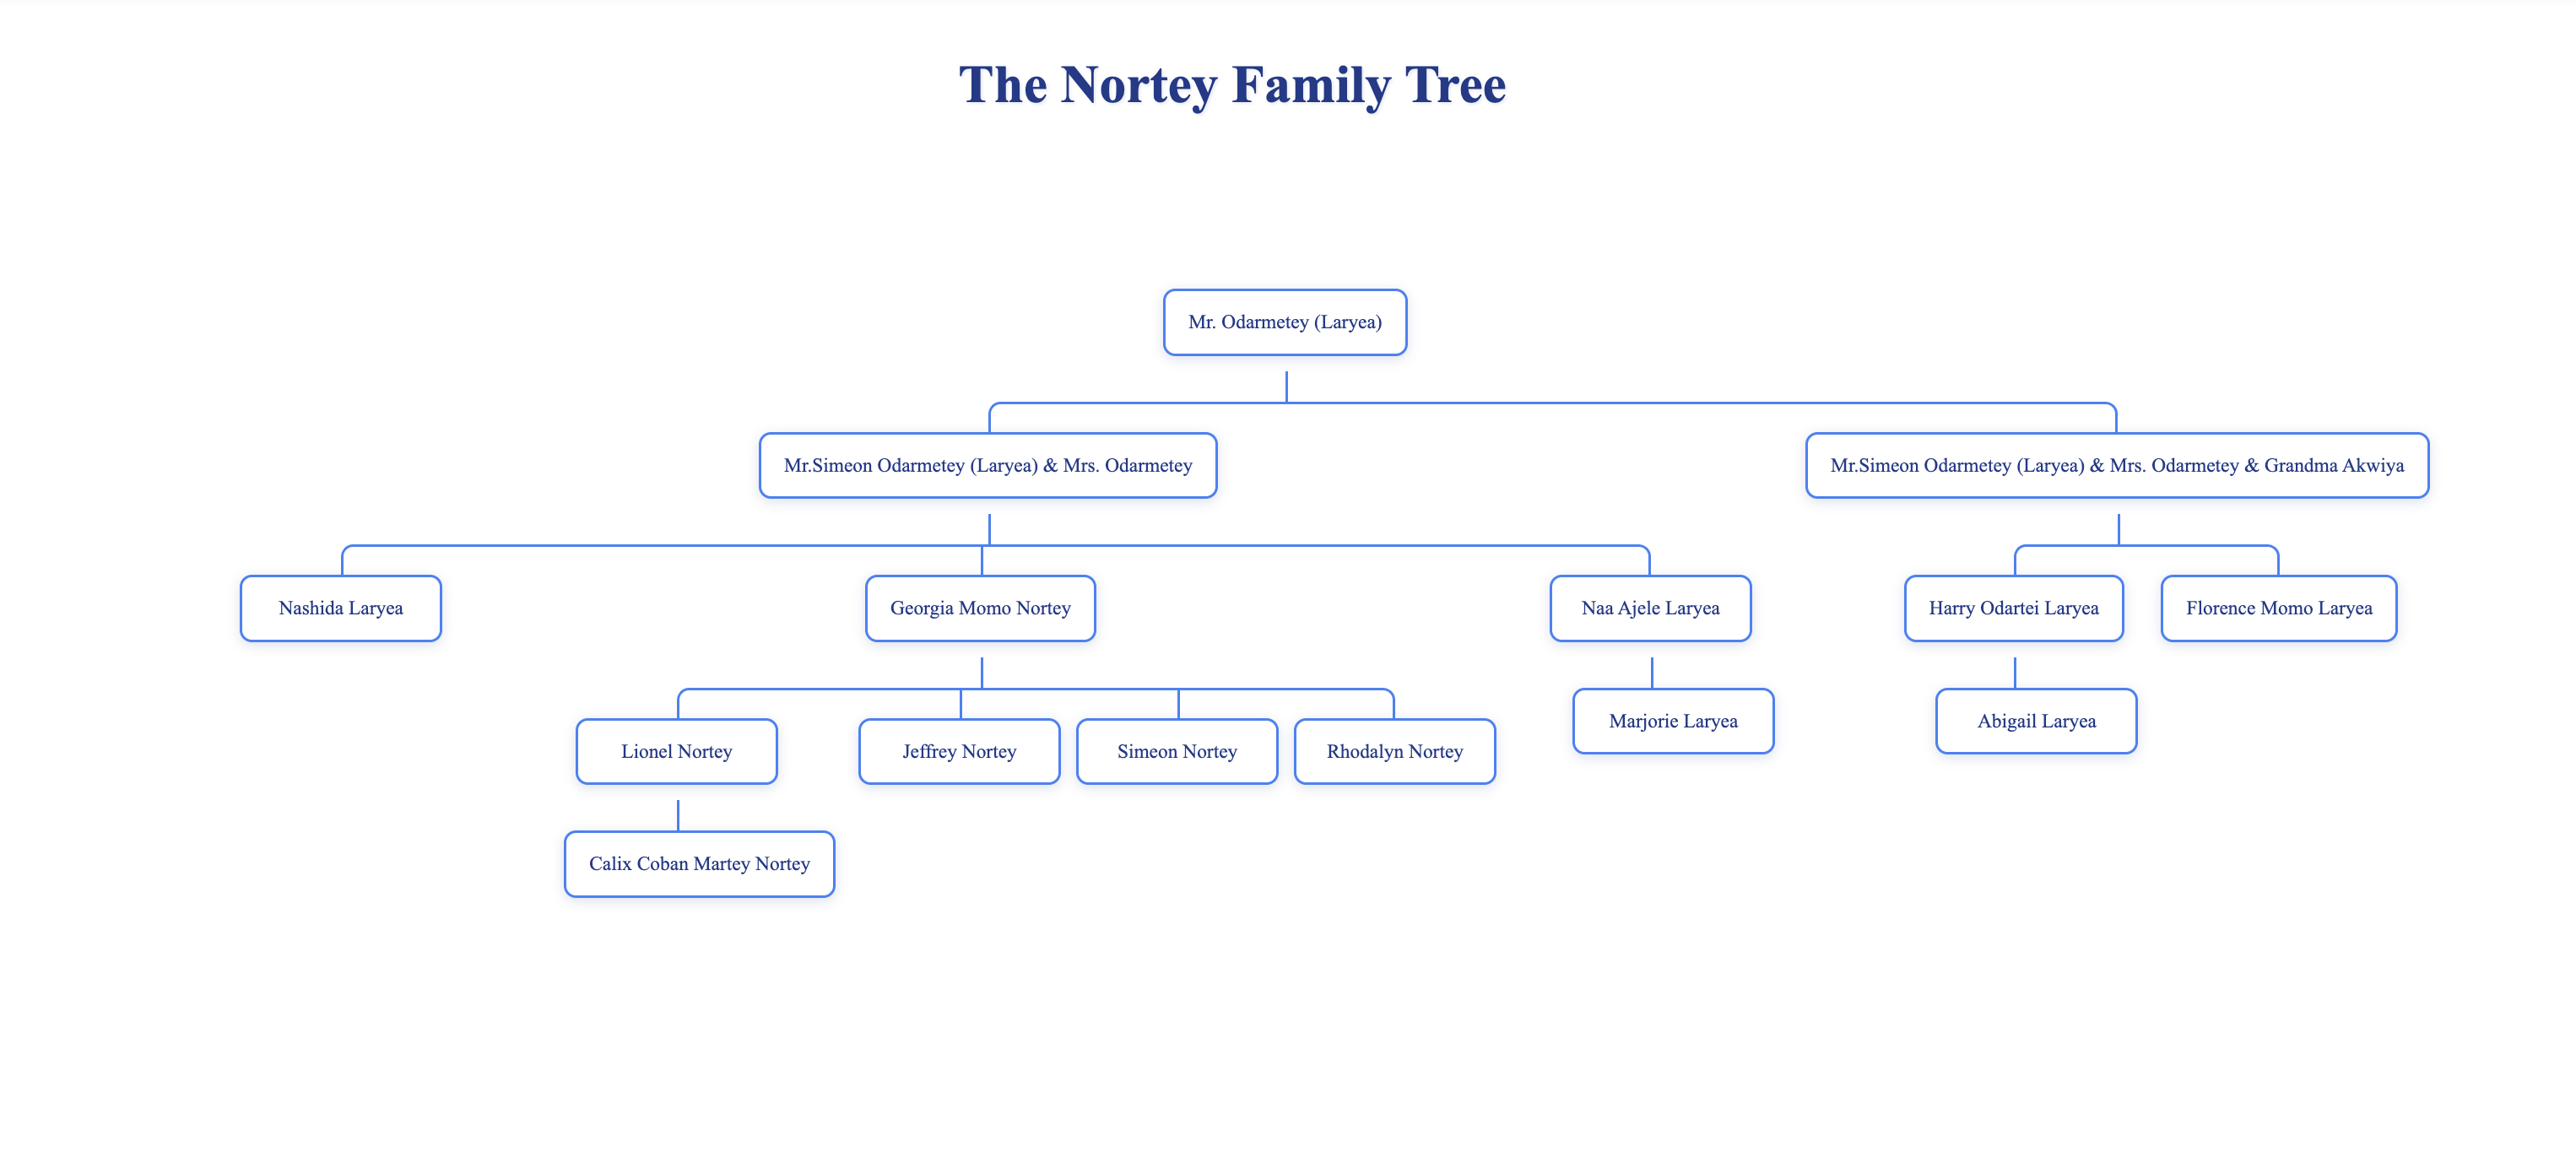 The Nortey Family Tree
Mr. Odarmetey (Laryea)
Mr.Simeon Odarmetey (Laryea) & Mrs. Odarmetey
Mr.Simeon Odarmetey (Laryea) & Mrs. Odarmetey & Grandma Akwiya
Nashida Laryea
Georgia Momo Nortey
Naa Ajele Laryea
Harry Odartei Laryea
Florence Momo Laryea
Lionel Nortey
Jeffrey Nortey
Simeon Nortey
Rhodalyn Nortey
Marjorie Laryea
Abigail Laryea
Calix Coban Martey Nortey